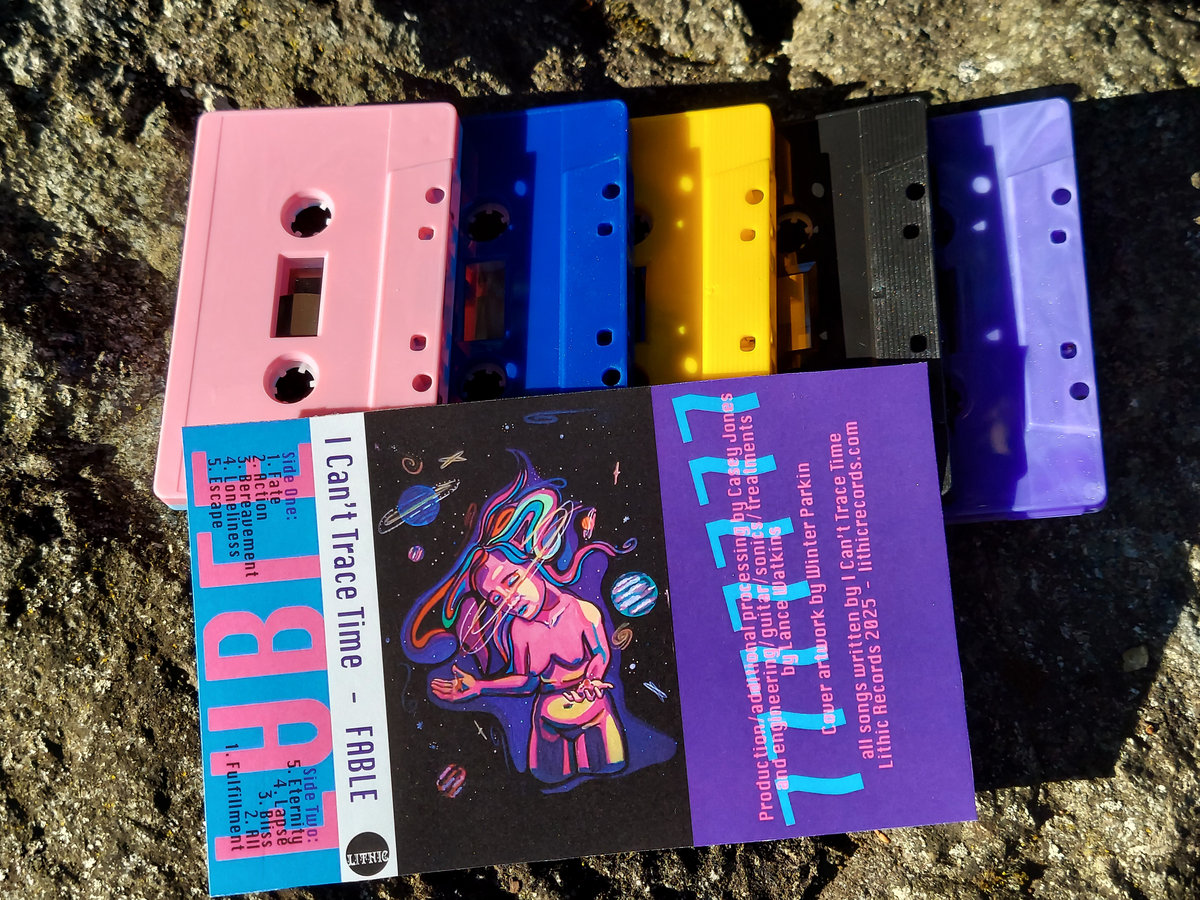 Side One:
1. Fate
2. Action
3. Bereavement
4. Loneliness
5. Escape
Side Two:
5. Eternity
4. Lapse
3. Bliss
2. All
1. Fulfillment
I Can't Trace Time - FABLE
LITHIC
Production/additional processing by Casey Jones
and engineering/guitar/sonics/treatments
by Lance Watkins
Cover artwork by Winter Parkin
all songs written by I Can't Trace Time
Lithic Records 2025 - lithicrecords.com